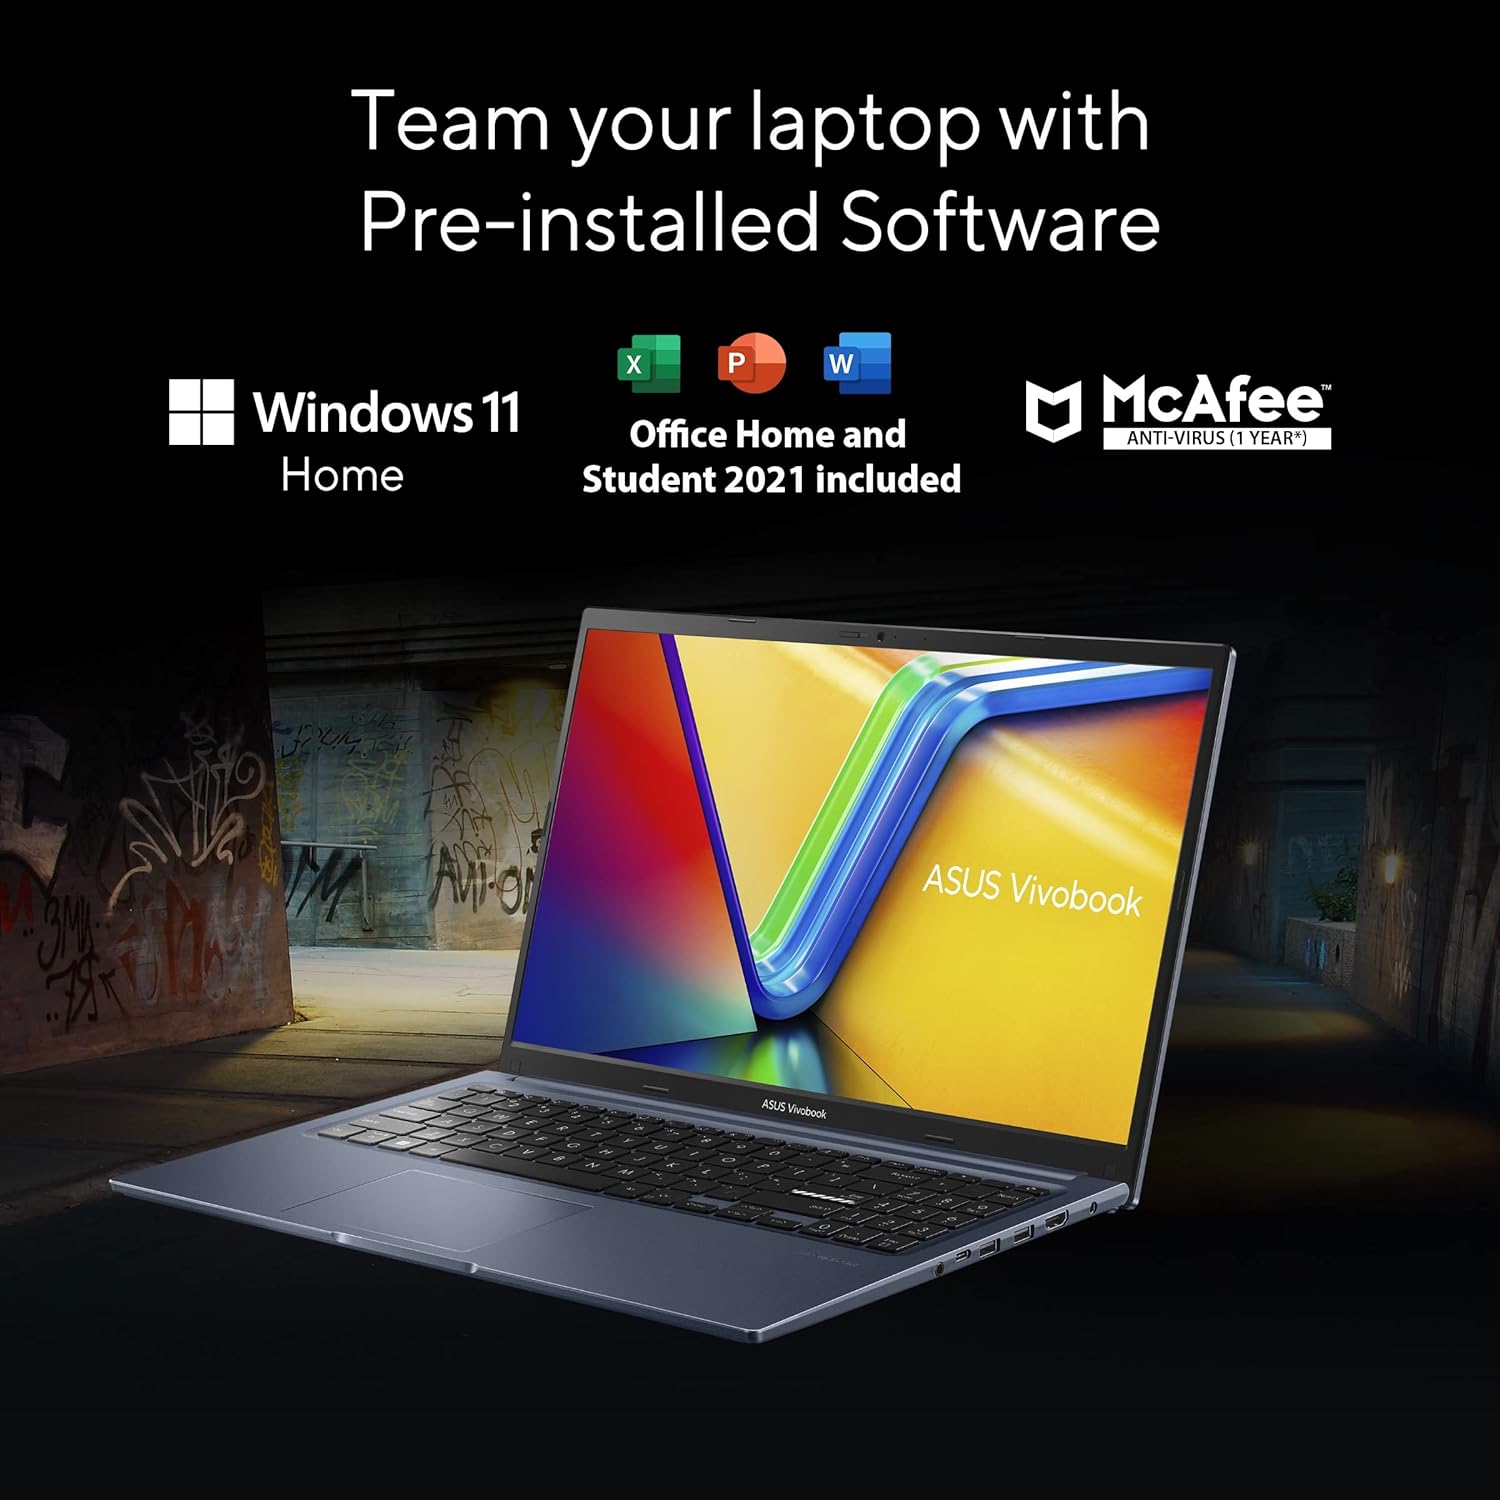 Team your laptop with
Pre-installed Software
Windows 11
Home
X P W
Office Home and
Student 2021 included
McAfee™
ANTI-VIRUS (1 YEAR*)
ASUS Vivobook
ASUS Vivobook